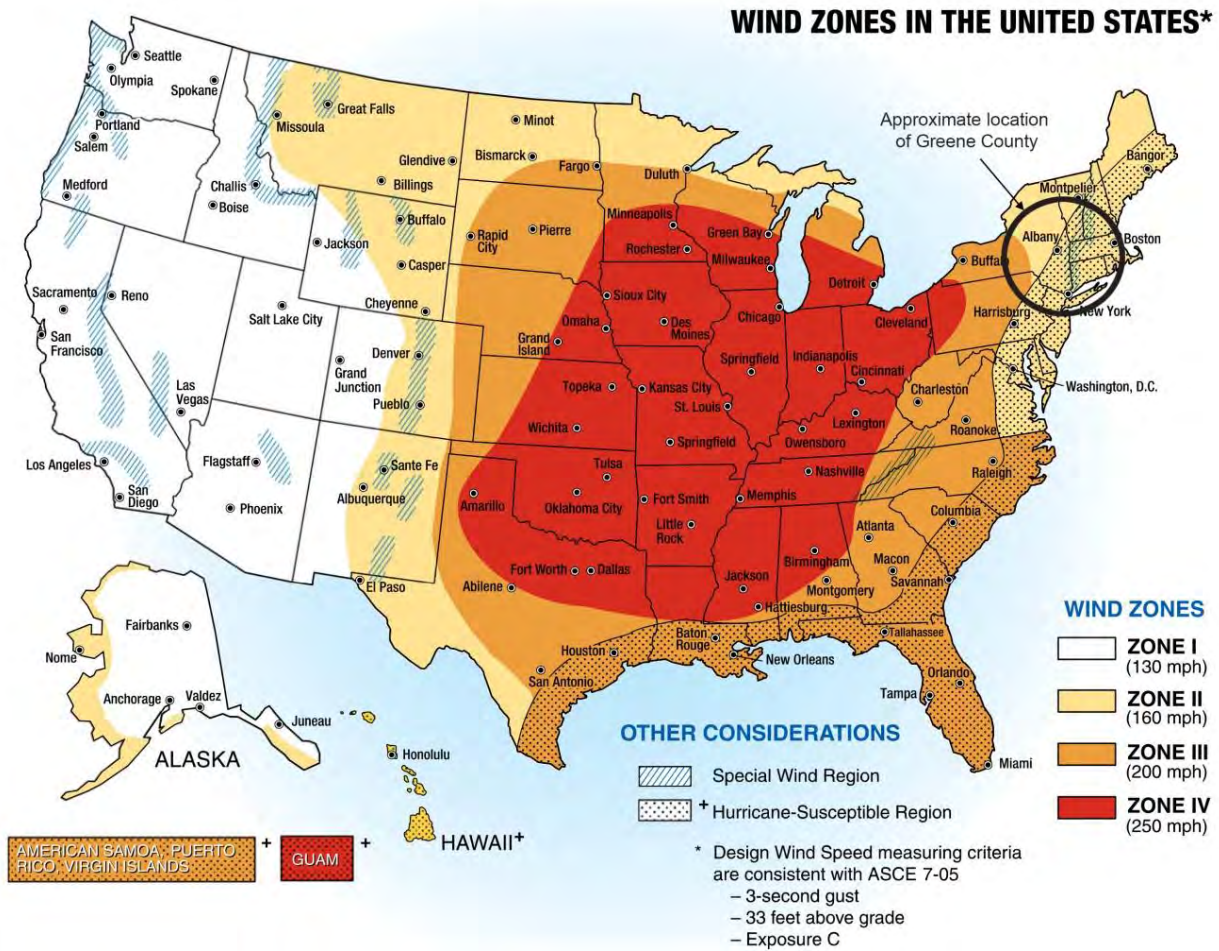 WIND ZONES IN THE UNITED STATES*
Approximate location
of Greene County
Seattle
Olympia
Spokane
Portland
Salem
Medford
Missoula
Great Falls
Glendive
Billings
Challis
Boise
Minot
Bismarck
Fargo
Duluth
Buffalo
Jackson
Casper
Cheyenne
Rapid
City
Pierre
Minneapolis
Rochester
Green Bay
Milwaukee
Detroit
Buffalo
Albany
Montpelier
Bangor
Boston
New York
Harrisburg
Washington, D.C.
Sacramento
San
Francisco
Reno
Salt Lake City
Las
Vegas
Los Angeles
San
Diego
Flagstaff
Phoenix
Grand
Junction
Denver
Pueblo
Sante Fe
Albuquerque
El Paso
Sioux City
Omaha
Grand
Island
Des
Moines
Chicago
Cleveland
Springfield
Indianapolis
Cincinnati
Topeka
Kansas City
St. Louis
Wichita
Springfield
Charleston
Lexington
Owensboro
Roanoke
Raleigh
Nashville
Tulsa
Oklahoma City
Amarillo
Fort Smith
Little
Rock
Memphis
Columbia
Atlanta
Macon
Savannah
Birmingham
Montgomery
Fort Worth
Dallas
Abilene
Jackson
Hattiesburg
Houston
San Antonio
Baton
Rouge
New Orleans
Tallahassee
Orlando
Tampa
Miami
Fairbanks
Nome
Anchorage
Valdez
Juneau
ALASKA
Honolulu
HAWAII+
AMERICAN SAMOA, PUERTO
RICO, VIRGIN ISLANDS
+
GUAM
+
OTHER CONSIDERATIONS
Special Wind Region
+ Hurricane-Susceptible Region
* Design Wind Speed measuring criteria
are consistent with ASCE 7-05
– 3-second gust
– 33 feet above grade
– Exposure C
WIND ZONES
ZONE I
(130 mph)
ZONE II
(160 mph)
ZONE III
(200 mph)
ZONE IV
(250 mph)